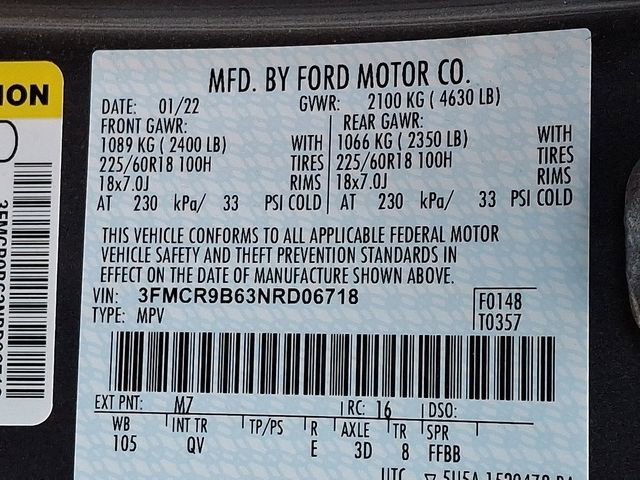 ION
MFD. BY FORD MOTOR CO.
DATE: 01/22 GVWR: 2100 KG ( 4630 LB)
FRONT GAWR: REAR GAWR:
1089 KG ( 2400 LB) WITH 1066 KG ( 2350 LB) WITH
225/60R18 100H TIRES 225/60R18 100H TIRES
18x7.0J RIMS 18x7.0J RIMS
AT 230 kPa/ 33 PSI COLD AT 230 kPa/ 33 PSI COLD
THIS VEHICLE CONFORMS TO ALL APPLICABLE FEDERAL MOTOR
VEHICLE SAFETY AND THEFT PREVENTION STANDARDS IN
EFFECT ON THE DATE OF MANUFACTURE SHOWN ABOVE.
VIN: 3FMCR9B63NRD06718 F0148
TYPE: MPV T0357
EXT PNT: M7 RC: 16 DSO:
WB INT TR TP/PS R AXLE TR SPR
105 QV E 3D 8 FFBB
UTC